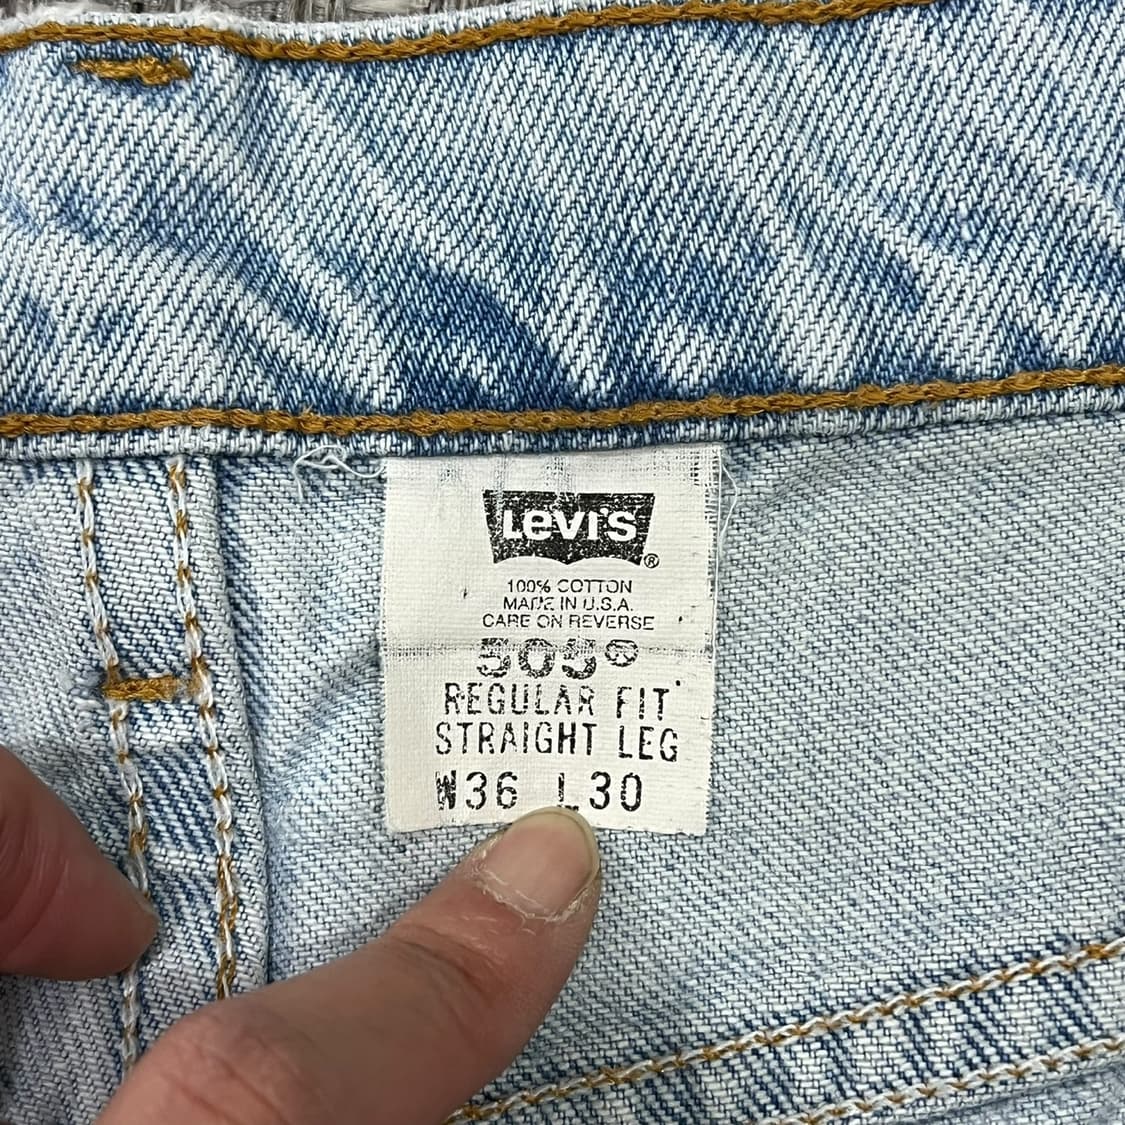 LEVI'S®
100% COTTON
MADE IN U.S.A.
CARE ON REVERSE
505®
REGULAR FIT
STRAIGHT LEG
W36 L30